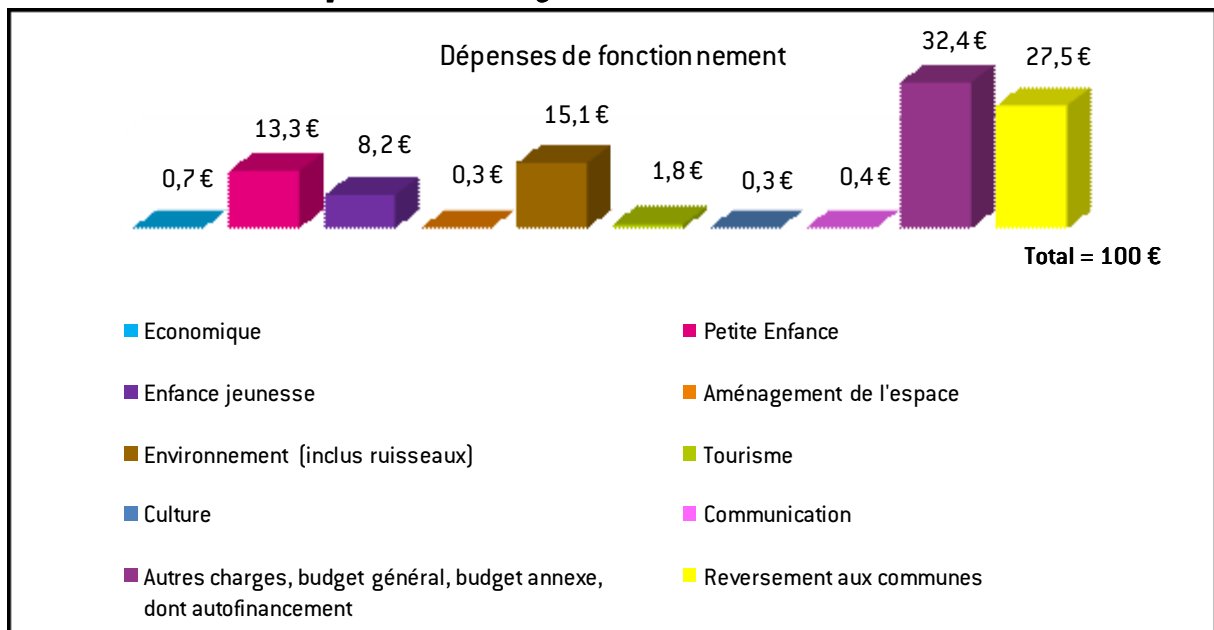 Dépenses de fonctionnement
0,7 €
13,3 €
8,2 €
0,3 €
15,1 €
1,8 €
0,3 €
0,4 €
32,4 €
27,5 €
Total = 100 €
Economique
Petite Enfance
Enfance jeunesse
Aménagement de l'espace
Environnement (inclus ruisseaux)
Tourisme
Culture
Communication
Autres charges, budget général, budget annexe,
dont autofinancement
Reversement aux communes